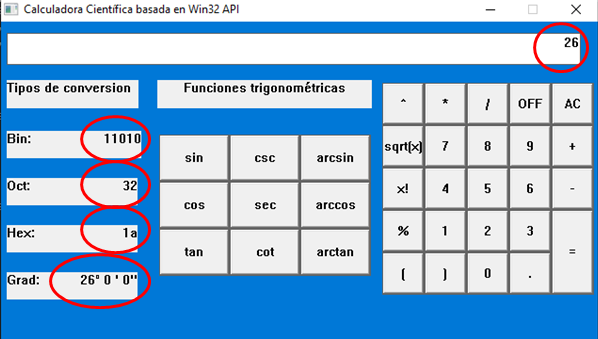 Calculadora Científica basada en Win32 API
26
Tipos de conversion
Funciones trigonométricas
Bin: 11010
Oct: 32
Hex: 1a
Grad: 26° 0 ' 0''
sin csc arcsin
cos sec arccos
tan cot arctan
^ * / OFF AC
sqrt(x) 7 8 9 +
x! 4 5 6 -
% 1 2 3 =
( ) 0 .